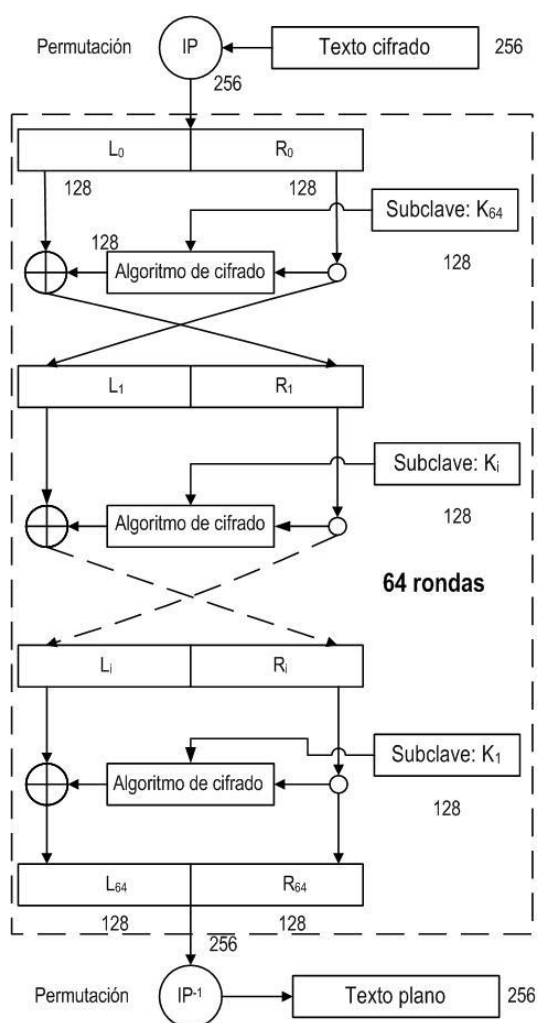 Permutación IP Texto cifrado 256
256
L0 R0
128 128
Subclave: K64
128
Algoritmo de cifrado
128
L1 R1
Subclave: Ki
Algoritmo de cifrado
128
64 rondas
Li Ri
Subclave: K1
Algoritmo de cifrado
128
L64 R64
128 128
256
Permutación IP-1 Texto plano 256